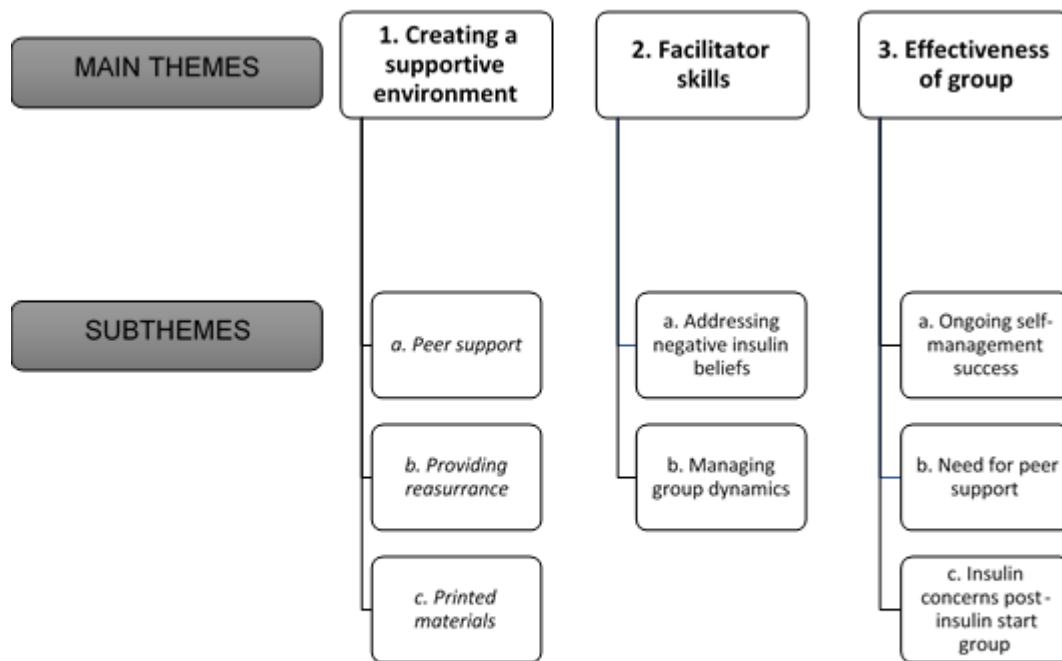 MAIN THEMES
1. Creating a
supportive
environment
2. Facilitator
skills
3. Effectiveness
of group
SUBTHEMES
a. Peer support
a. Addressing
negative insulin
beliefs
a. Ongoing self-
management
success
b. Providing
reasurrance
b. Managing
group dynamics
b. Need for peer
support
c. Printed
materials
c. Insulin
concerns post-
insulin start
group